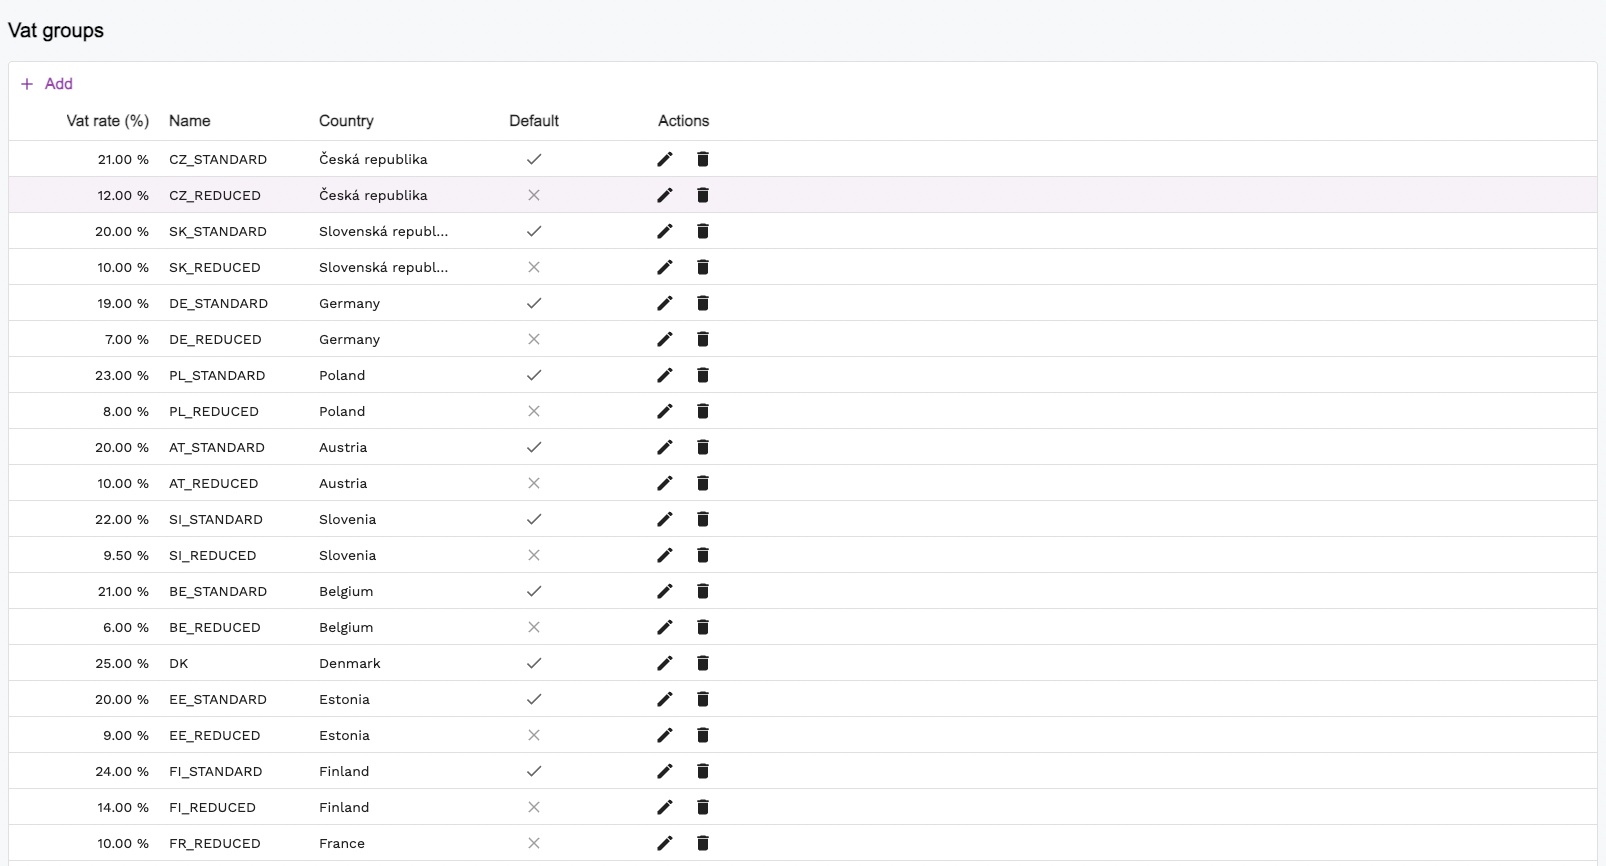 Vat groups
Add
Vat rate (%) Name Country Default Actions
21.00 % CZ_STANDARD Česká republika
12.00 % CZ_REDUCED Česká republika
20.00 % SK_STANDARD Slovenská republ...
10.00 % SK_REDUCED Slovenská republ...
19.00 % DE_STANDARD Germany
7.00 % DE_REDUCED Germany
23.00 % PL_STANDARD Poland
8.00 % PL_REDUCED Poland
20.00 % AT_STANDARD Austria
10.00 % AT_REDUCED Austria
22.00 % SI_STANDARD Slovenia
9.50 % SI_REDUCED Slovenia
21.00 % BE_STANDARD Belgium
6.00 % BE_REDUCED Belgium
25.00 % DK Denmark
20.00 % EE_STANDARD Estonia
9.00 % EE_REDUCED Estonia
24.00 % FI_STANDARD Finland
14.00 % FI_REDUCED Finland
10.00 % FR_REDUCED France